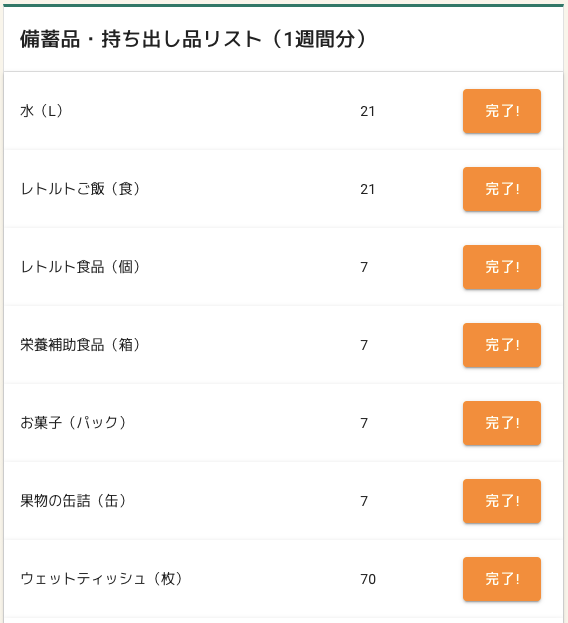 備蓄品・持ち出し品リスト（1週間分）
水（L） 21 完了!
レトルトご飯（食） 21 完了!
レトルト食品（個） 7 完了!
栄養補助食品（箱） 7 完了!
お菓子（パック） 7 完了!
果物の缶詰（缶） 7 完了!
ウェットティッシュ（枚） 70 完了!